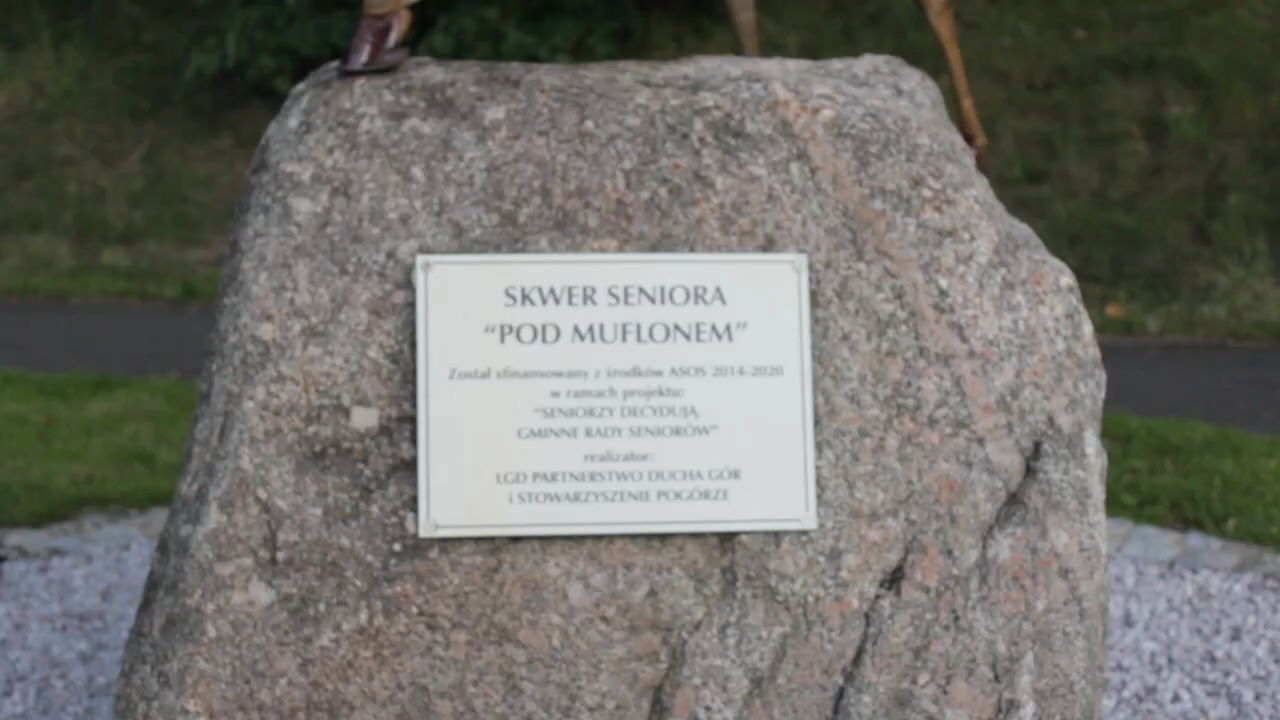 SKWER SENIORA
“POD MUFLONEM”
Został sfinansowany z środków ASOS 2014-2020
w ramach projektu:
“SENIORZY DECYDUJĄ,
GMINNE RADY SENIORÓW”
realizator:
LGD PARTNERSTWO DUCHA GÓR
i STOWARZYSZENIE POGÓRZE